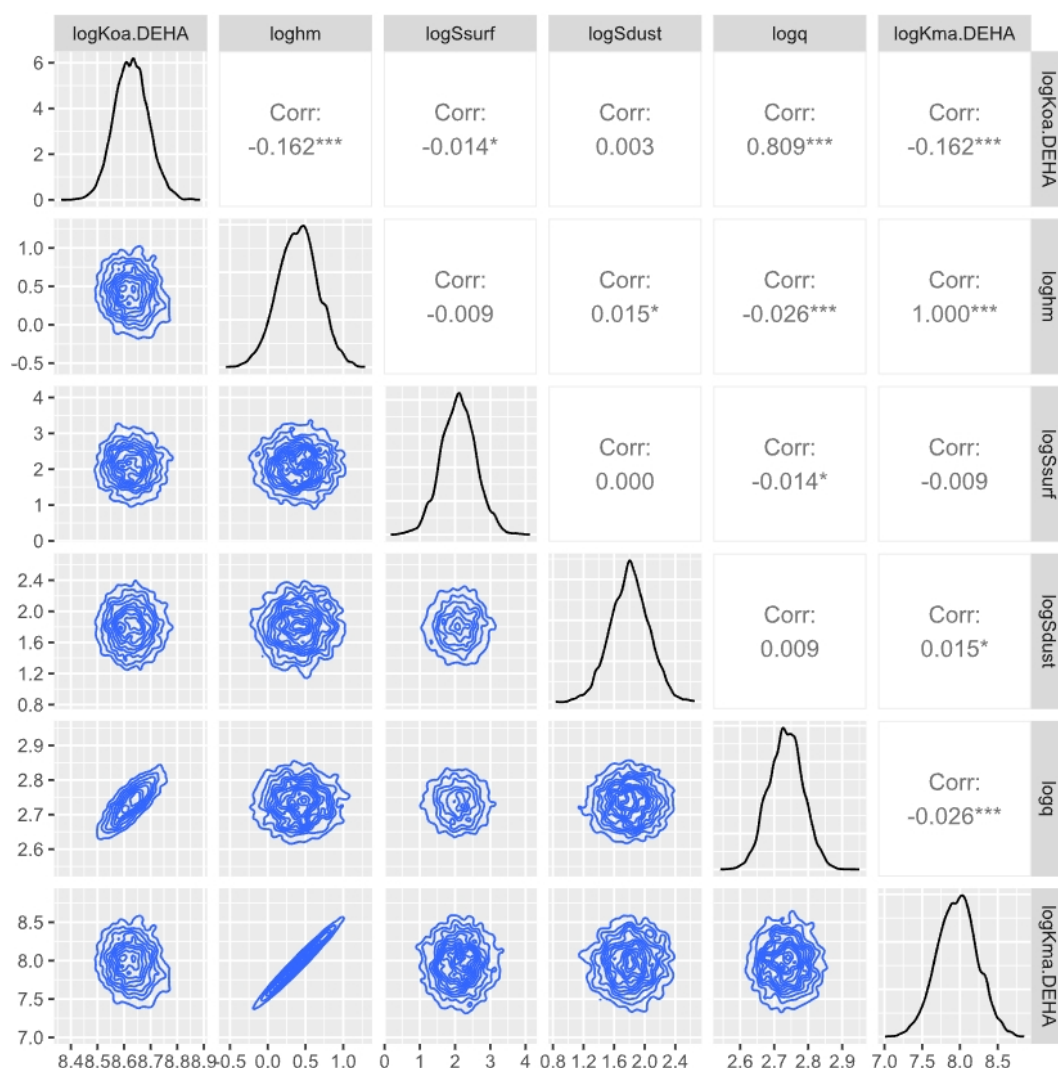 logKoa.DEHA loghm logSsurf logSdust logq logKma.DEHA
6
4
2
0
Corr:
-0.162***
Corr:
-0.014*
Corr:
0.003
Corr:
0.809***
Corr:
-0.162***
logKoa.DEHA
1.0
0.5
0.0
-0.5
Corr:
-0.009
Corr:
0.015*
Corr:
-0.026***
Corr:
1.000***
loghm
4
3
2
1
0
Corr:
0.000
Corr:
-0.014*
Corr:
-0.009
logSsurf
2.4
2.0
1.6
1.2
0.8
Corr:
0.009
Corr:
0.015*
logSdust
2.9
2.8
2.7
2.6
Corr:
-0.026***
logq
8.5
8.0
7.5
7.0
logKma.DEHA
8.4 8.5 8.6 8.7 8.8 8.9 -0.5 0.0 0.5 1.0 0 1 2 3 4 0.8 1.2 1.6 2.0 2.4 2.6 2.7 2.8 2.9 7.0 7.5 8.0 8.5